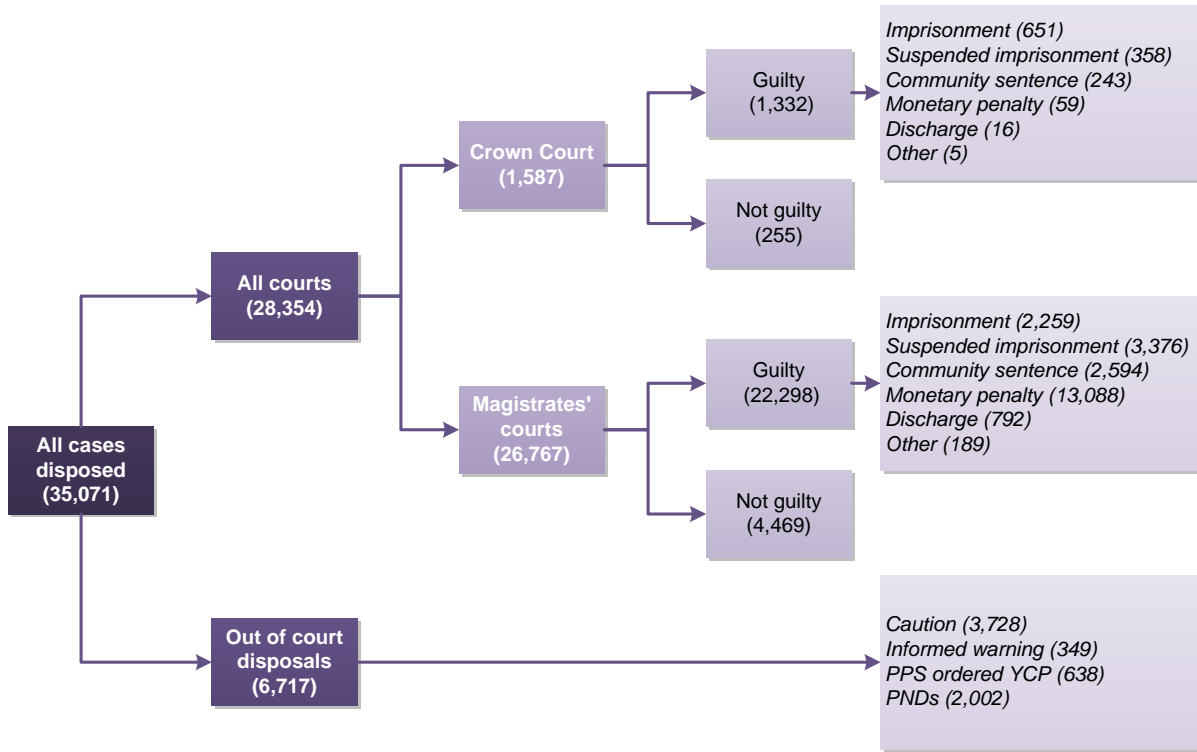 All cases
disposed
(35,071)
All courts
(28,354)
Crown Court
(1,587)
Guilty
(1,332)
Imprisonment (651)
Suspended imprisonment (358)
Community sentence (243)
Monetary penalty (59)
Discharge (16)
Other (5)
Not guilty
(255)
Magistrates'
courts
(26,767)
Guilty
(22,298)
Imprisonment (2,259)
Suspended imprisonment (3,376)
Community sentence (2,594)
Monetary penalty (13,088)
Discharge (792)
Other (189)
Not guilty
(4,469)
Out of court
disposals
(6,717)
Caution (3,728)
Informed warning (349)
PPS ordered YCP (638)
PNDs (2,002)